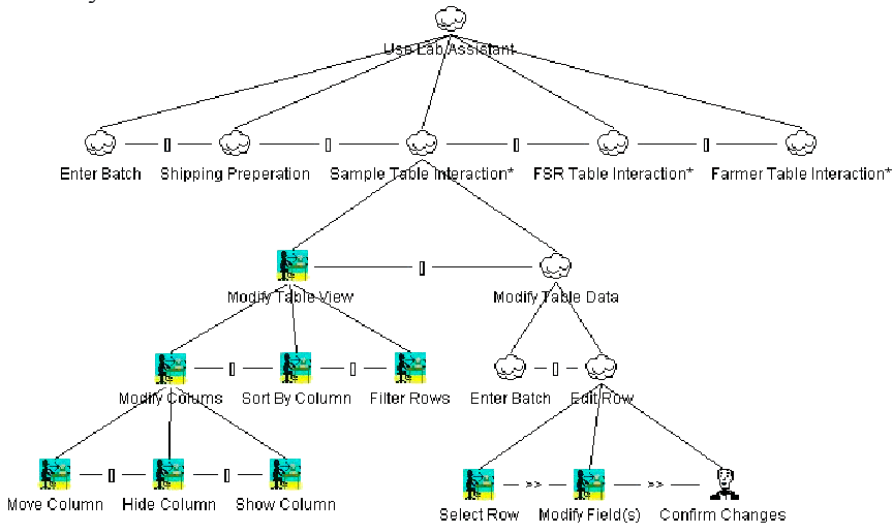 Use Lab Assistant
[] [] [] []
Enter Batch Shipping Preperation Sample Table Interaction* FSR Table Interaction* Farmer Table Interaction*
[]
Modify Table View Modify Table Data
[] [] []
Modify Colums Sort By Column Filter Rows Enter Batch Edit Row
[] [] >> >>
Move Column Hide Column Show Column Select Row Modify Field(s) Confirm Changes